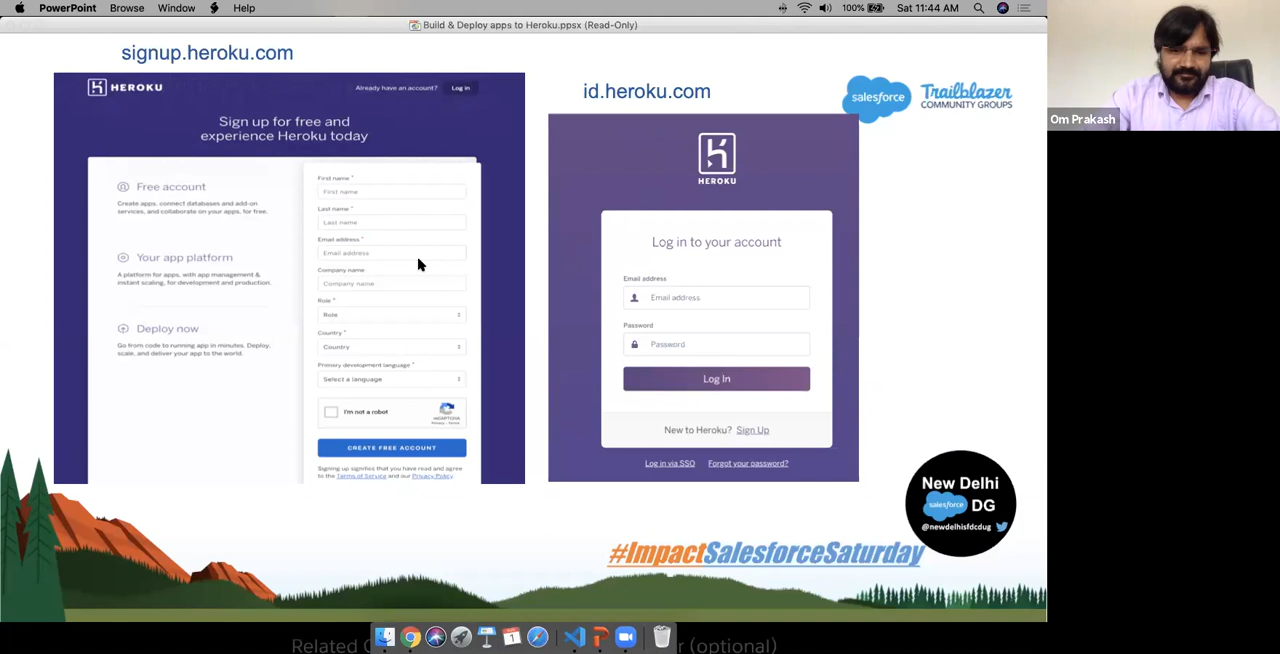 PowerPoint Browse Window Help
100% Sat 11:44 AM
Build & Deploy apps to Heroku.ppsx (Read-Only)
signup.heroku.com
HEROKU
Already have an account? Log in
Sign up for free and
experience Heroku today
Free account
Create apps, connect databases and add-on
services, and collaborate on your apps, for free.
Your app platform
A platform for apps, with app management &
instant scaling, for development and production.
Deploy now
Go from code to running app in minutes. Deploy,
scale, and deliver your app to the world.
First name *
First name
Last name *
Last name
Email address *
Email address
Company name
Company name
Role *
Role
Country *
Country
Primary development language *
Select a language
I'm not a robot
reCAPTCHA
Privacy - Terms
CREATE FREE ACCOUNT
Signing up signifies that you have read and agree
to the Terms of Service and our Privacy Policy.
id.heroku.com
HEROKU
Log in to your account
Email address
Email address
Password
Password
Log In
New to Heroku? Sign Up
Log in via SSO Forgot your password?
salesforce
Trailblazer
COMMUNITY GROUPS
Om Prakash
New Delhi
salesforce DG
@newdelhisfdcdug
#ImpactSalesforceSaturday
Related
1
r (optional)